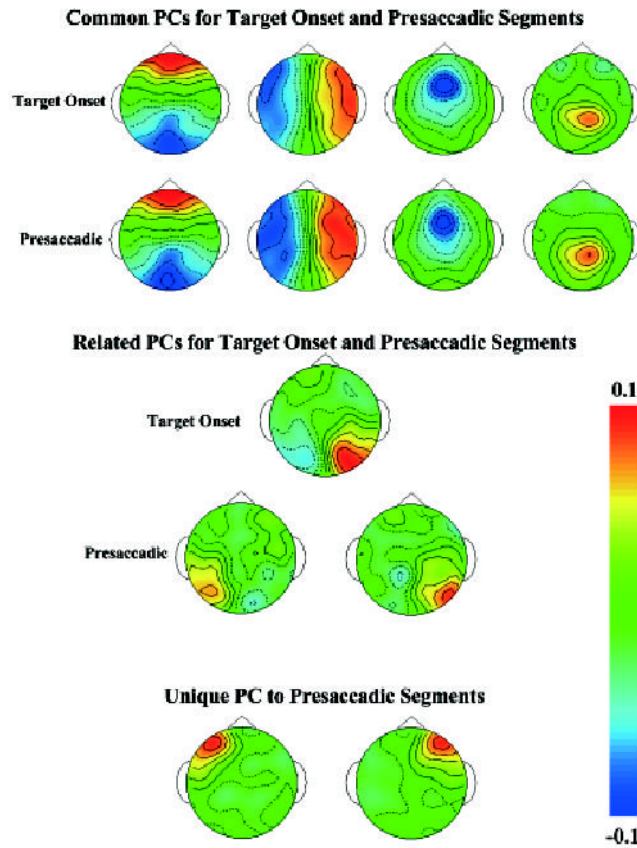 Common PCs for Target Onset and Presaccadic Segments
Target Onset
Presaccadic
Related PCs for Target Onset and Presaccadic Segments
Target Onset
0.1
Presaccadic
Unique PC to Presaccadic Segments
-0.1